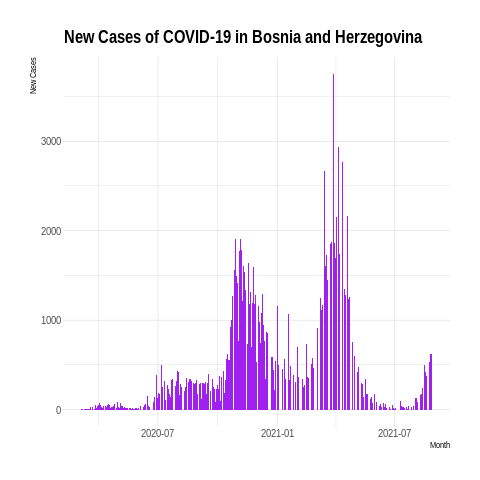 New Cases of COVID-19 in Bosnia and Herzegovina
New Cases
3000
2000
1000
0
2020-07
2021-01
2021-07
Month